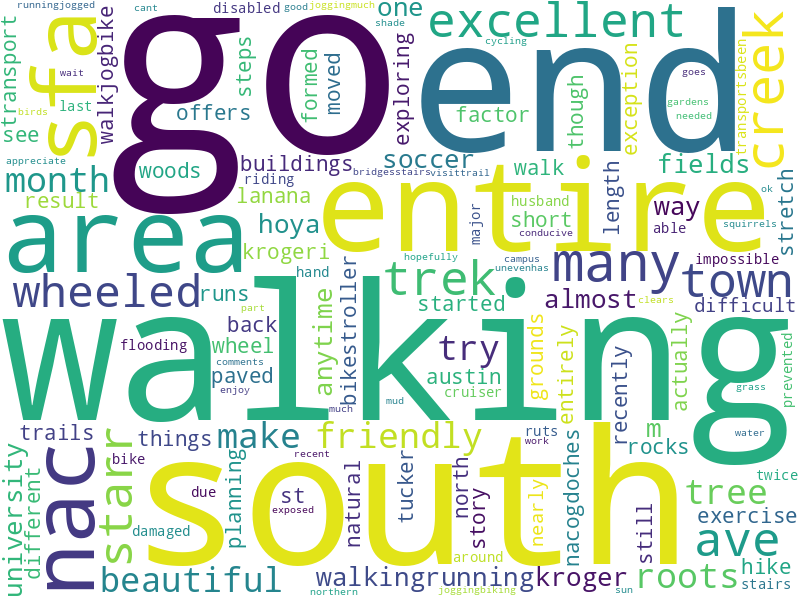 runningjogged
cant
disabled
good
joggingmuch
one
excellent
shade
cycling
transport
sfa
wait
walkjogbike
last
birds
see
go
steps
offers
formed
moved
exploring
end
factor
though
exception
goes
gardens
needed
transportsbeen
creek
appreciate
month
result
woods
buildings
riding
soccer
bridgesstairs
visittrail
walk
fields
lanana
hoya
krogeri
area
entire
husband
short
conducive
major
length
way
able
ok
squirrels
stretch
wheeled
runs
hand
hopefully
trek
started
campus
unevenhas
many
almost
town
impossible
difficult
part
clears
walking
back
flooding
wheel
comments
paved
enjoy
anytime
bikestroller
try
austin
cruiser
much
mud
grounds
entirely
recently
actually
grass
prevented
water
nac
trails
starr
things
make
friendly
bike
recent
ruts
work
m
rocks
twice
south
university
different
due
damaged
planning
st
exposed
natural
tucker
north
story
nearly
nacogdoches
still
tree
ave
exercise
beautiful
northern
walkingrunning
around
joggingbiking
kroger
sun
roots
hike
stairs